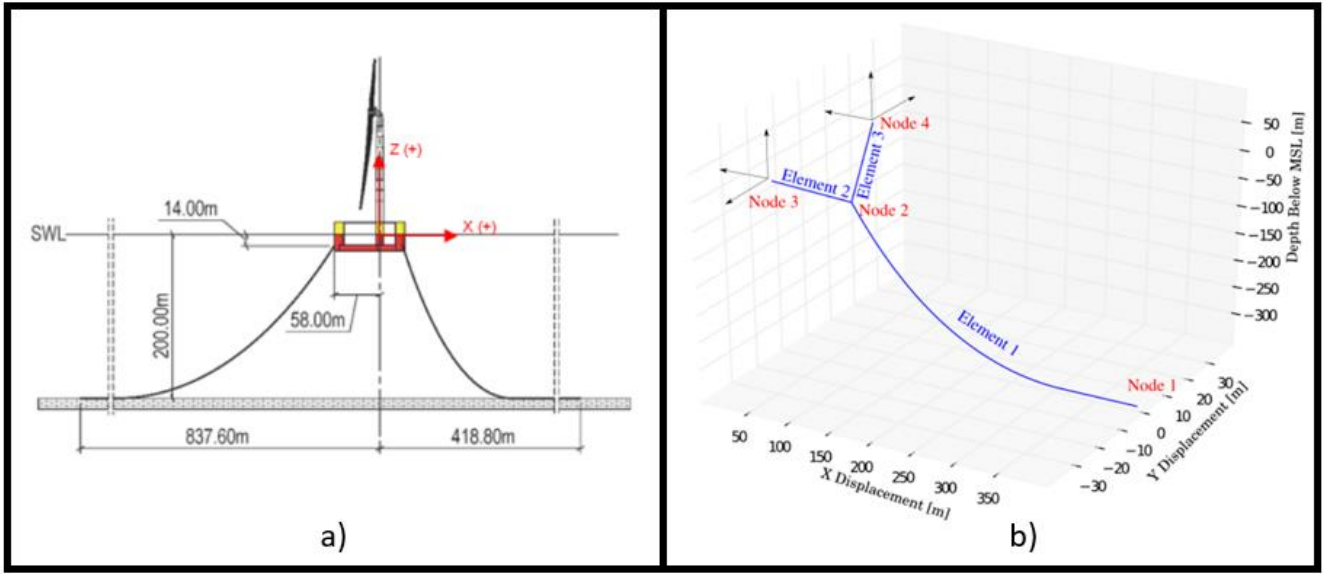 Z (+)
14.00m
SWL
X (+)
58.00m
200.00m
837.60m
418.80m
a)
Node 4
Element 3
Element 2
Node 3
Node 2
Element 1
Node 1
50
0
−50
−100
−150
−200
−250
−300
Depth Below MSL [m]
30
20
10
0
−10
−20
−30
Y Displacement [m]
50
100
150
200
250
300
350
X Displacement [m]
b)